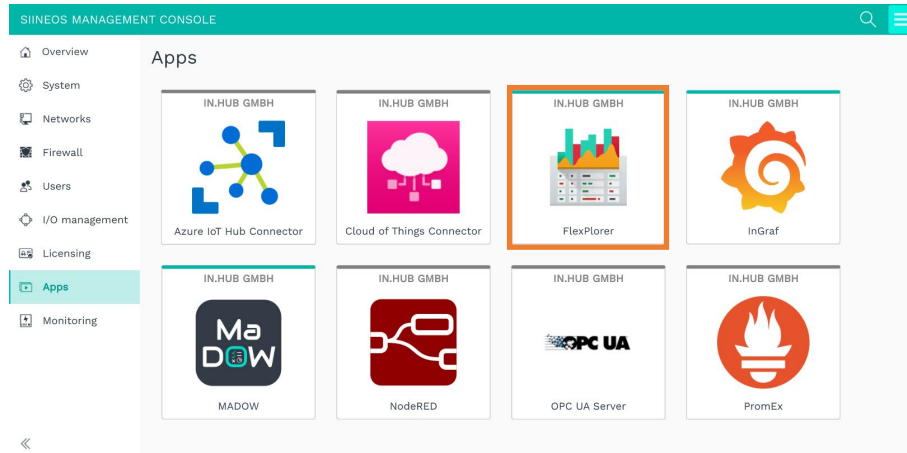 SIINEOS MANAGEMENT CONSOLE
Overview
System
Networks
Firewall
Users
I/O management
Licensing
Apps
Monitoring
Apps
IN.HUB GMBH
Azure IoT Hub Connector
IN.HUB GMBH
Cloud of Things Connector
IN.HUB GMBH
FlexPlorer
IN.HUB GMBH
InGraf
IN.HUB GMBH
Ma
DOW
MADOW
IN.HUB GMBH
NodeRED
IN.HUB GMBH
OPC UA
OPC UA Server
IN.HUB GMBH
PromEx